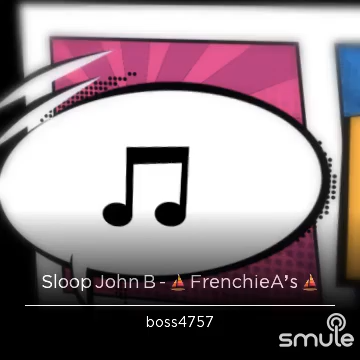 Sloop John B - ⛵ FrenchieA's ⛵
boss4757
smule